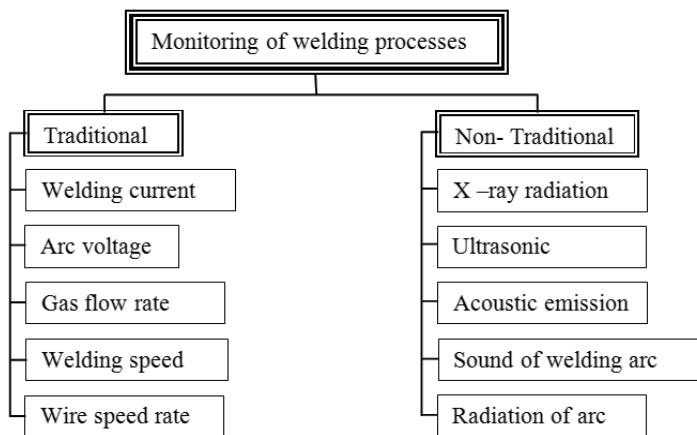 Monitoring of welding processes
Traditional
Welding current
Arc voltage
Gas flow rate
Welding speed
Wire speed rate
Non- Traditional
X –ray radiation
Ultrasonic
Acoustic emission
Sound of welding arc
Radiation of arc